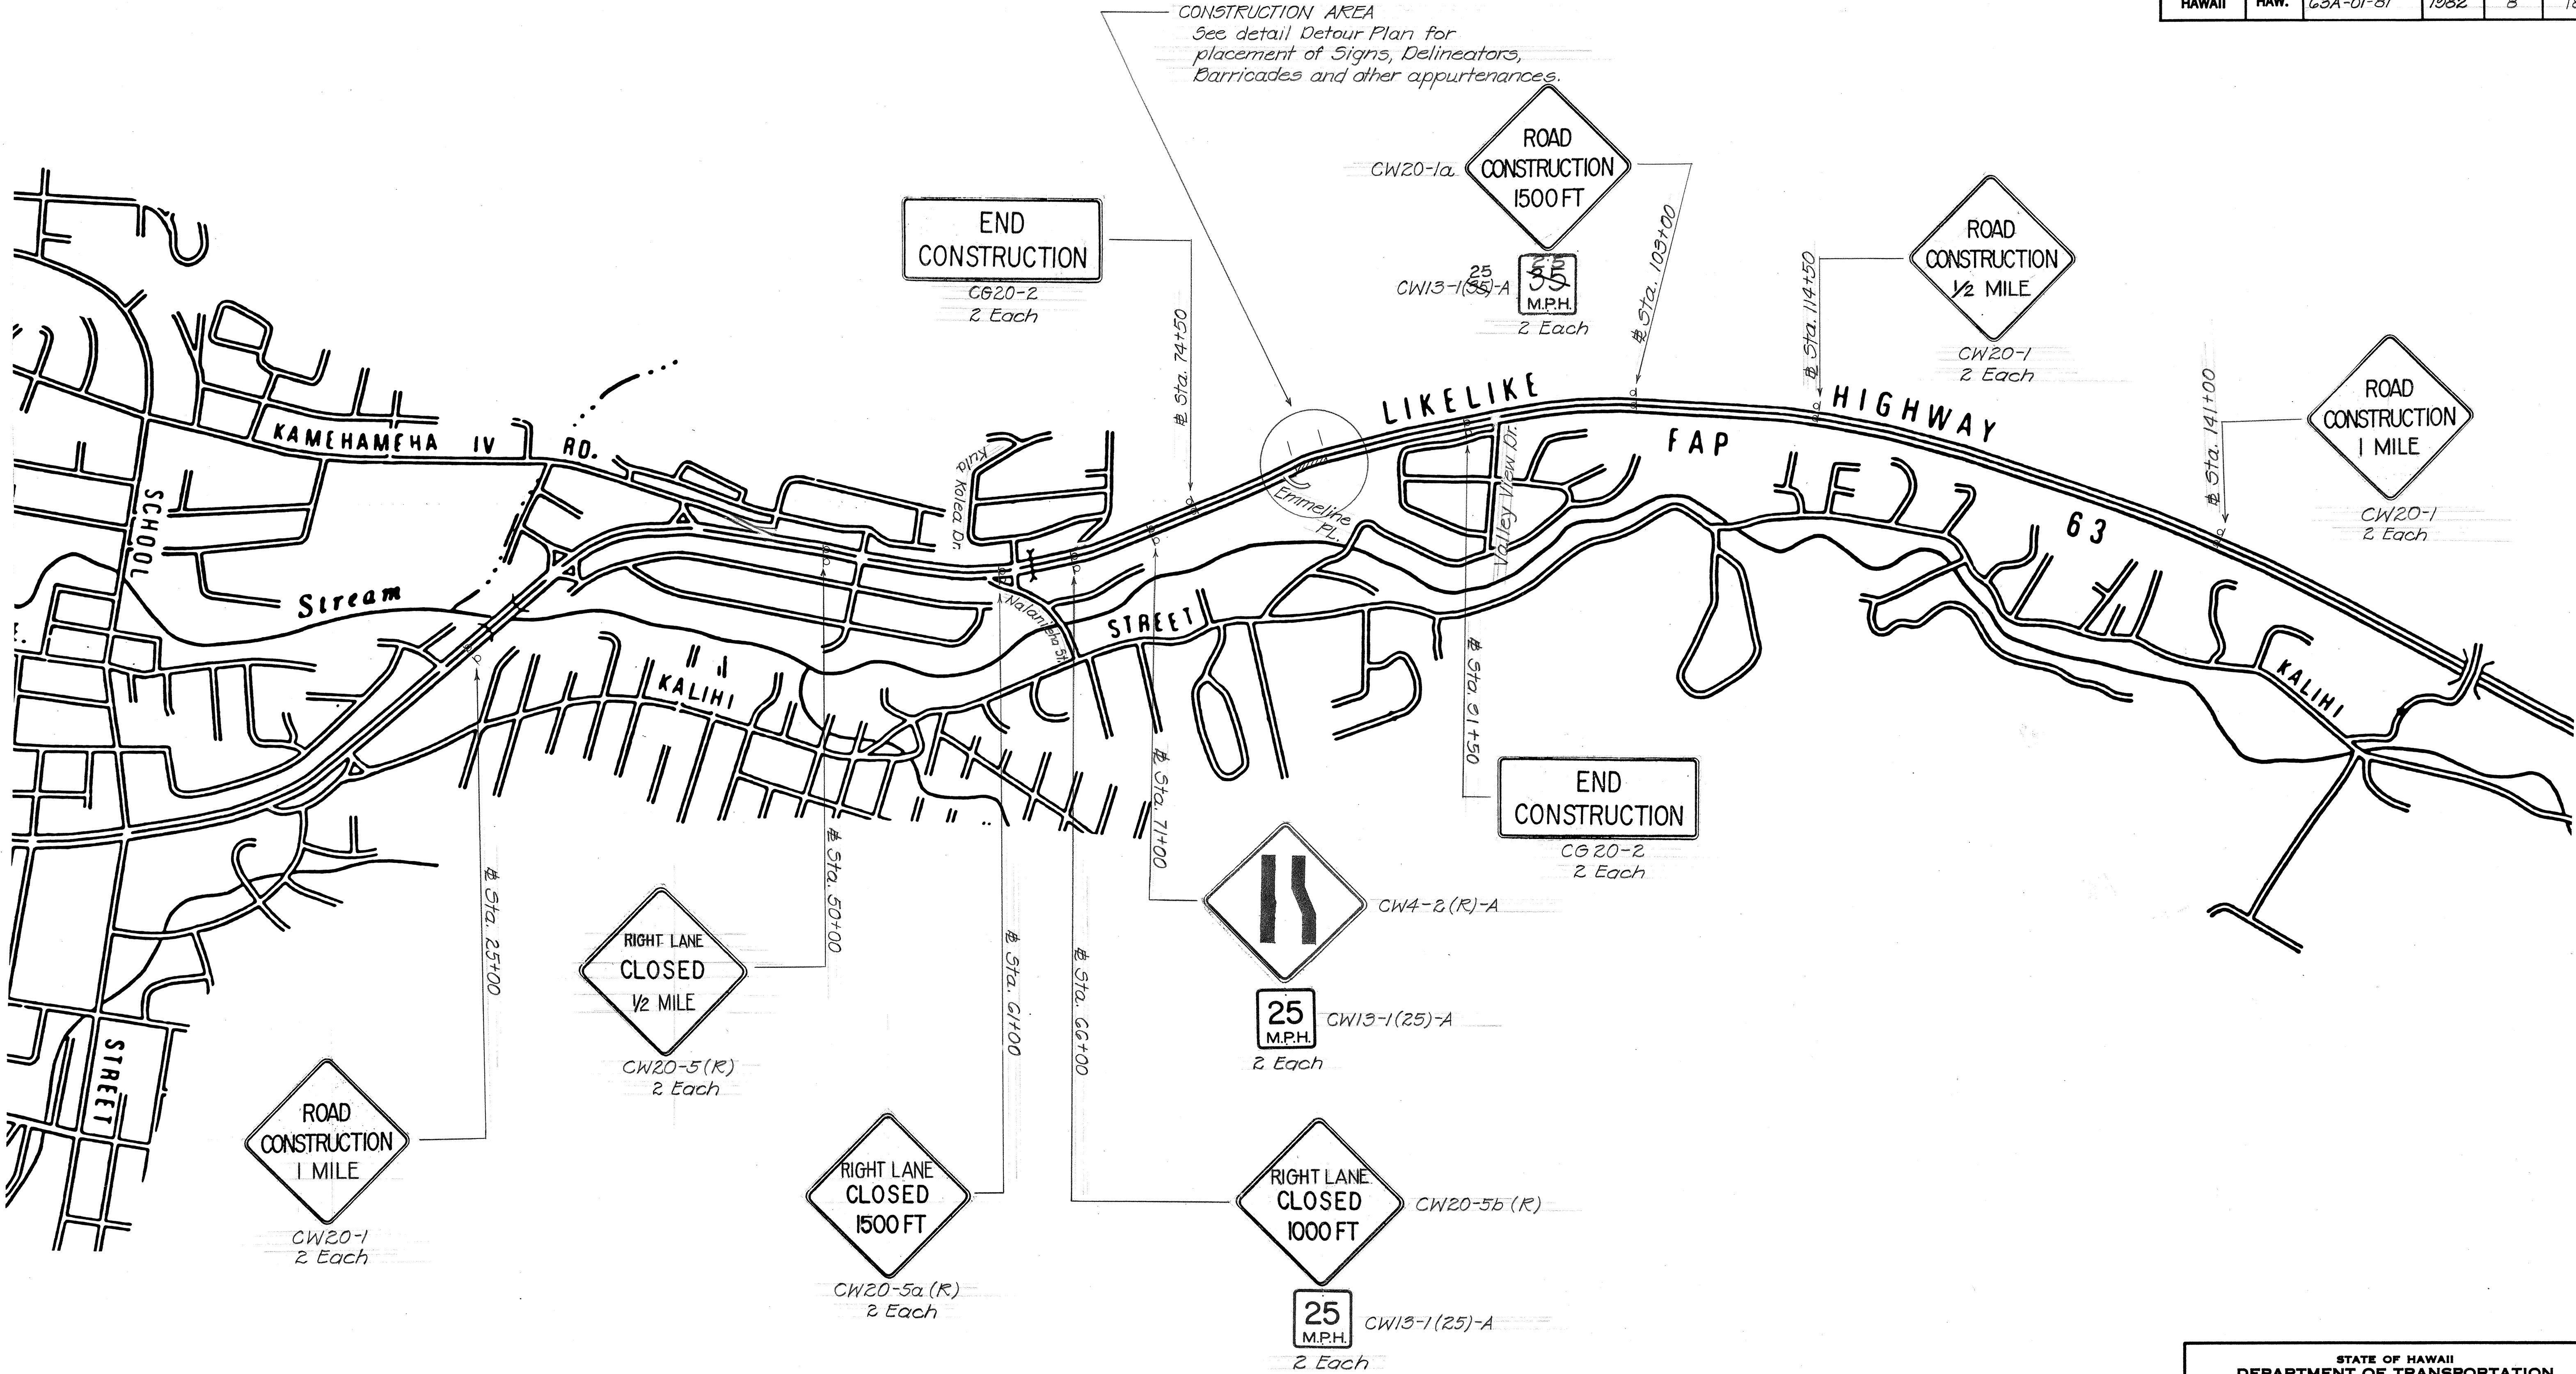 HAWAII HAW. 63A-01-81 1982 8
CONSTRUCTION AREA
See detail Detour Plan for
placement of Signs, Delineators,
Barricades and other appurtenances.
ROAD
CONSTRUCTION
1500 FT
CW20-1a
25
CW13-1(35)-A
25
35
M.P.H.
2 Each
℄ Sta. 103+00
END
CONSTRUCTION
CG20-2
2 Each
℄ Sta. 74+50
ROAD
CONSTRUCTION
1/2 MILE
CW20-1
2 Each
℄ Sta. 114+50
ROAD
CONSTRUCTION
1 MILE
CW20-1
2 Each
℄ Sta. 141+00
LIKELIKE HIGHWAY
FAP 63
KAMEHAMEHA IV RD.
SCHOOL
STREET
Stream
Kula Kolea Dr.
Emmeline
PL.
Valley View Dr.
KALIHI
STREET
KALIHI
℄ Sta. 91+50
END
CONSTRUCTION
CG20-2
2 Each
℄ Sta. 71+00
CW4-2(R)-A
25
M.P.H.
CW13-1(25)-A
2 Each
℄ Sta. 25+00
ROAD
CONSTRUCTION
1 MILE
CW20-1
2 Each
℄ Sta. 50+00
RIGHT LANE
CLOSED
1/2 MILE
CW20-5(R)
2 Each
℄ Sta. 61+00
RIGHT LANE
CLOSED
1500 FT
CW20-5a(R)
2 Each
℄ Sta. 66+00
RIGHT LANE
CLOSED
1000 FT
CW20-5b(R)
25
M.P.H.
CW13-1(25)-A
2 Each
STATE OF HAWAII
DEPARTMENT OF TRANSPORTATION